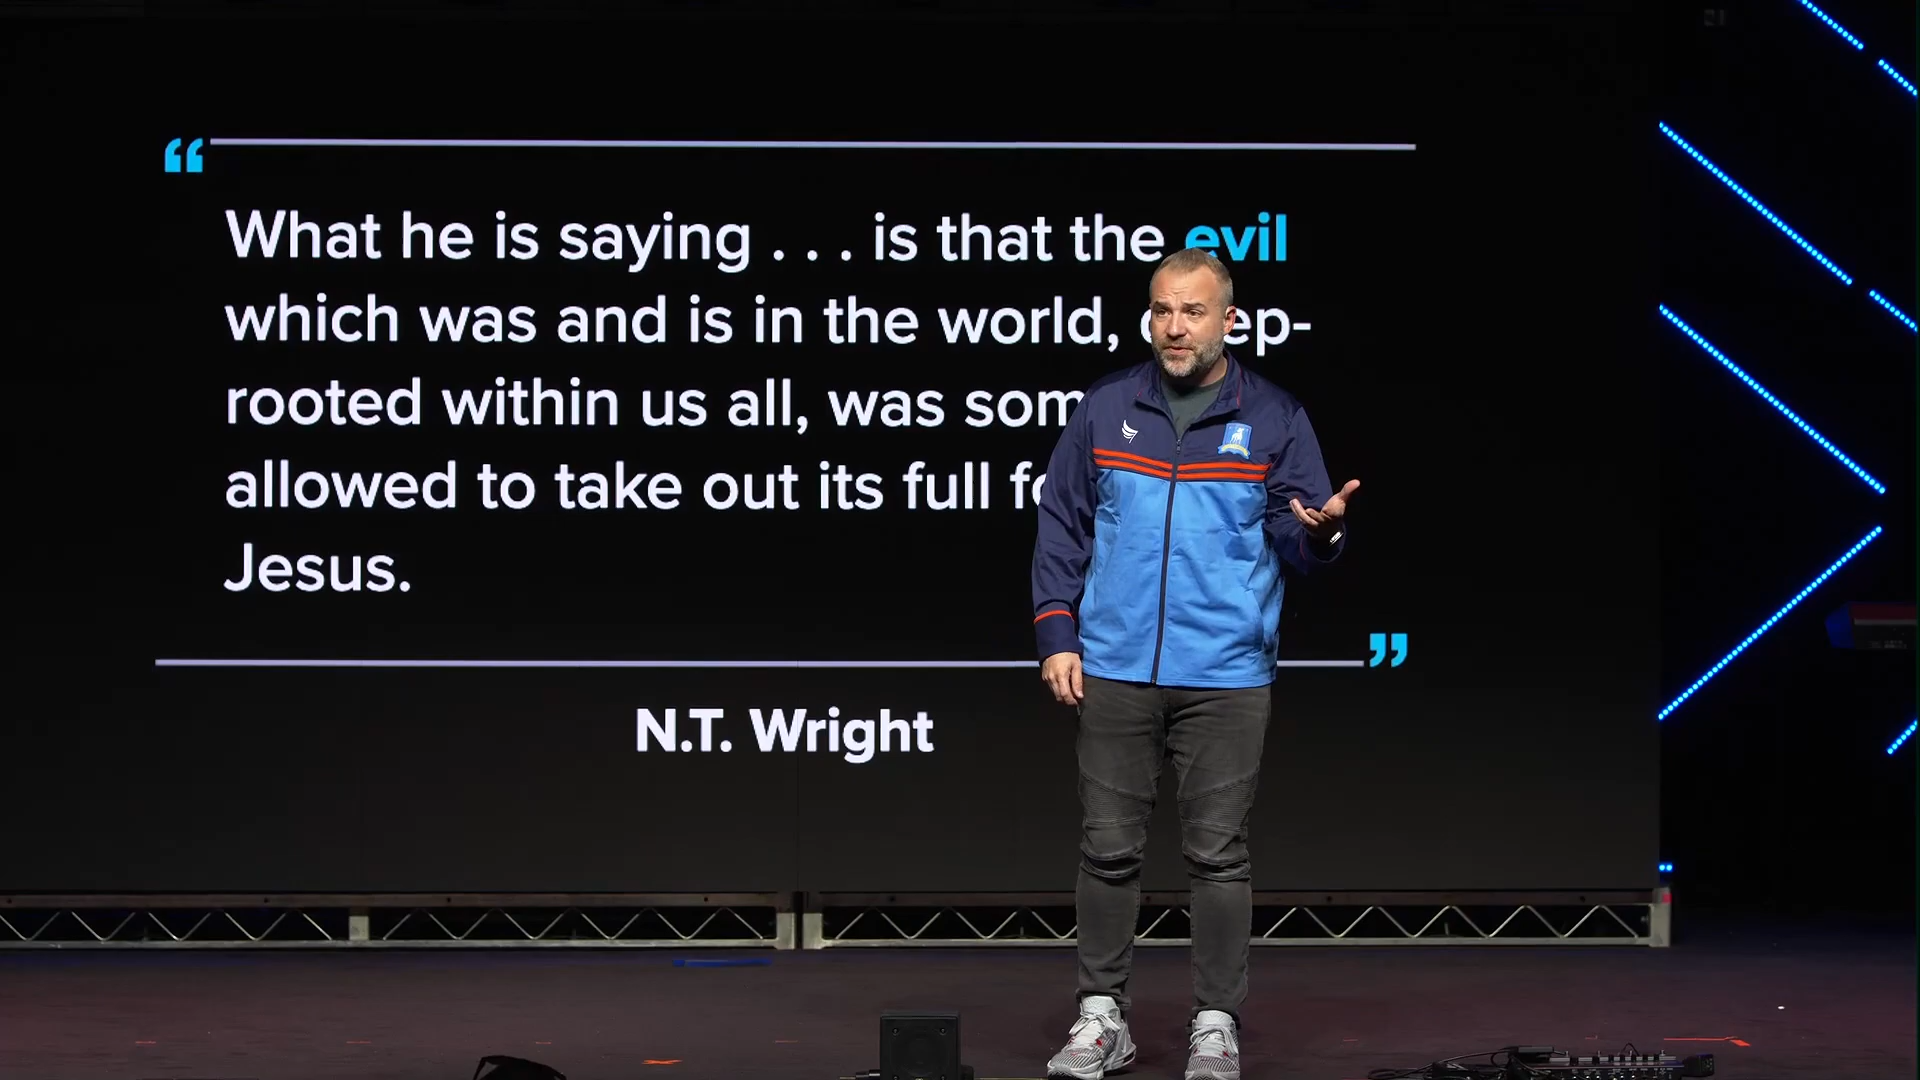 “
What he is saying . . . is that the evil
which was and is in the world,
rooted within us all, was
allowed to take out its full
Jesus.
”
N.T. Wright